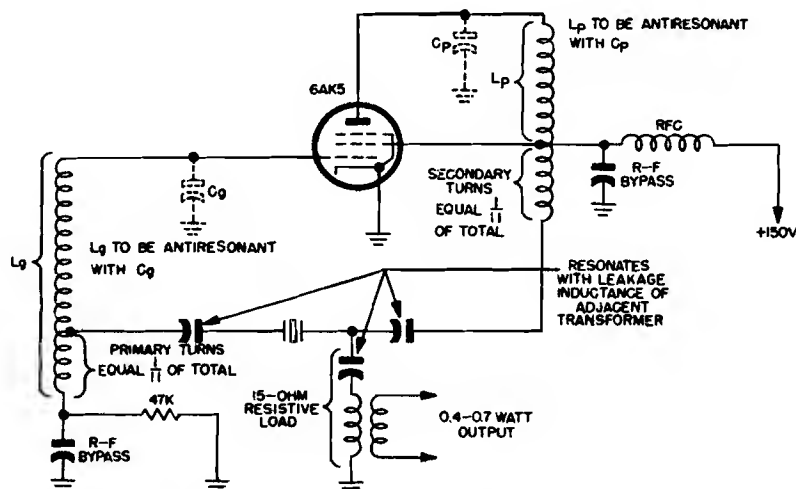 Cp
Lp TO BE ANTIRESONANT
WITH Cp
6AK5
Lp
RFC
SECONDARY
TURNS
EQUAL 1/11
OF TOTAL
R-F
BYPASS
+150V
Cg
Lg
Lg TO BE ANTIRESONANT
WITH Cg
RESONATES
WITH LEAKAGE
INDUCTANCE OF
ADJACENT
TRANSFORMER
PRIMARY TURNS
EQUAL 1/11 OF TOTAL
15-OHM
RESISTIVE
LOAD
0.4-0.7 WATT
OUTPUT
47K
R-F
BYPASS